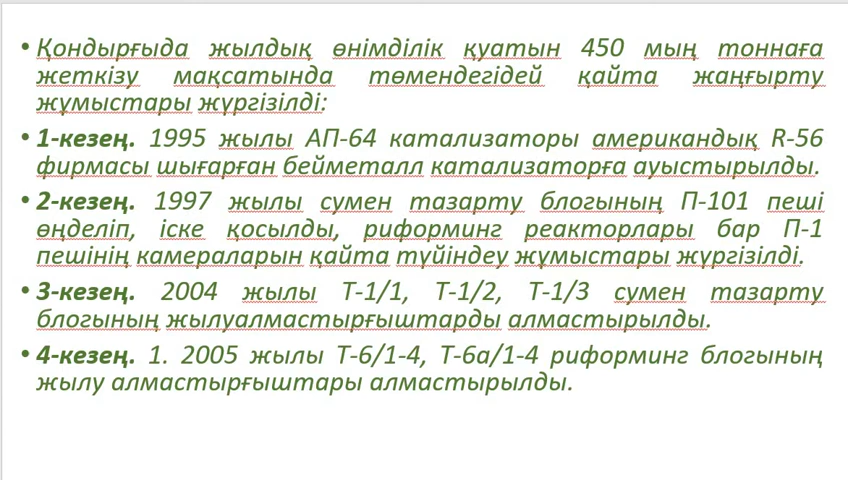 • Қондырғыда жылдық өнімділік қуатын 450 мың тоннаға
жеткізу мақсатында төмендегідей қайта жаңғырту
жұмыстары жүргізілді:
• 1-кезең. 1995 жылы АП-64 катализаторы американдық R-56
фирмасы шығарған бейметалл катализаторға ауыстырылды.
• 2-кезең. 1997 жылы сумен тазарту блогының П-101 пеші
өңделіп, іске қосылды, риформинг реакторлары бар П-1
пешінің камераларын қайта түйіндеу жұмыстары жүргізілді.
• 3-кезең. 2004 жылы Т-1/1, Т-1/2, Т-1/3 сумен тазарту
блогының жылуалмастырғыштарды алмастырылды.
• 4-кезең. 1. 2005 жылы Т-6/1-4, Т-6а/1-4 риформинг блогының
жылу алмастырғыштары алмастырылды.